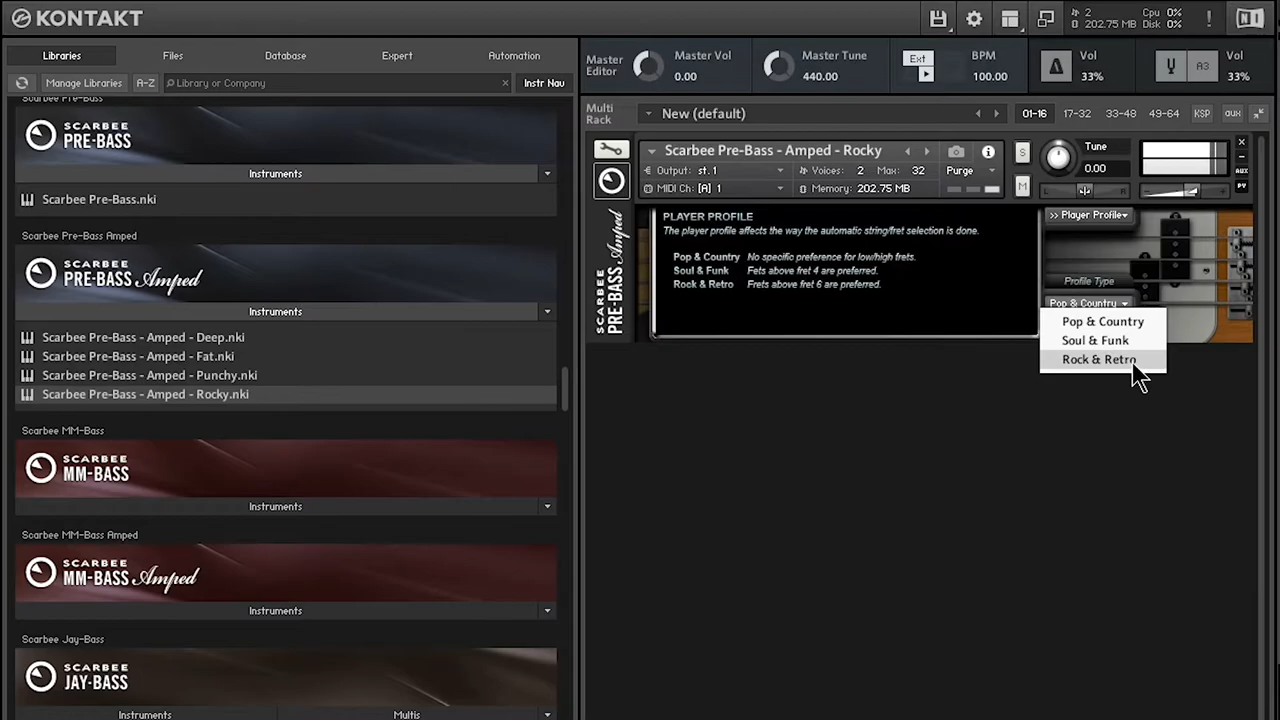 KONTAKT
2
202.75 MB
Cpu 0%
Disk 0%
!
NI
Libraries
Files
Database
Expert
Automation
Manage Libraries
A-Z
Library or Company
×
Instr Nav
Scarbee Pre-Bass
SCARBEE
PRE-BASS
Instruments
Scarbee Pre-Bass.nki
Scarbee Pre-Bass Amped
SCARBEE
PRE-BASS Amped
Instruments
Scarbee Pre-Bass - Amped - Deep.nki
Scarbee Pre-Bass - Amped - Fat.nki
Scarbee Pre-Bass - Amped - Punchy.nki
Scarbee Pre-Bass - Amped - Rocky.nki
Scarbee MM-Bass
SCARBEE
MM-BASS
Instruments
Scarbee MM-Bass Amped
SCARBEE
MM-BASS Amped
Instruments
Scarbee Jay-Bass
SCARBEE
JAY-BASS
Instruments
Multis
Master
Editor
Master Vol
0.00
Master Tune
440.00
Ext
BPM
100.00
Vol
33%
A3
Vol
33%
Multi
Rack
New (default)
01-16
17-32
33-48
49-64
KSP
aux
Scarbee Pre-Bass - Amped - Rocky
Output: st. 1
Voices: 2 Max: 32
Purge
MIDI Ch: [A] 1
Memory: 202.75 MB
S
M
Tune
0.00
L
R
AUX
PV
SCARBEE
PRE-BASS Amped
PLAYER PROFILE
The player profile affects the way the automatic string/fret selection is done.
Pop & Country No specific preference for low/high frets.
Soul & Funk Frets above fret 4 are preferred.
Rock & Retro Frets above fret 6 are preferred.
>> Player Profile
Profile Type
Pop & Country
Pop & Country
Soul & Funk
Rock & Retro